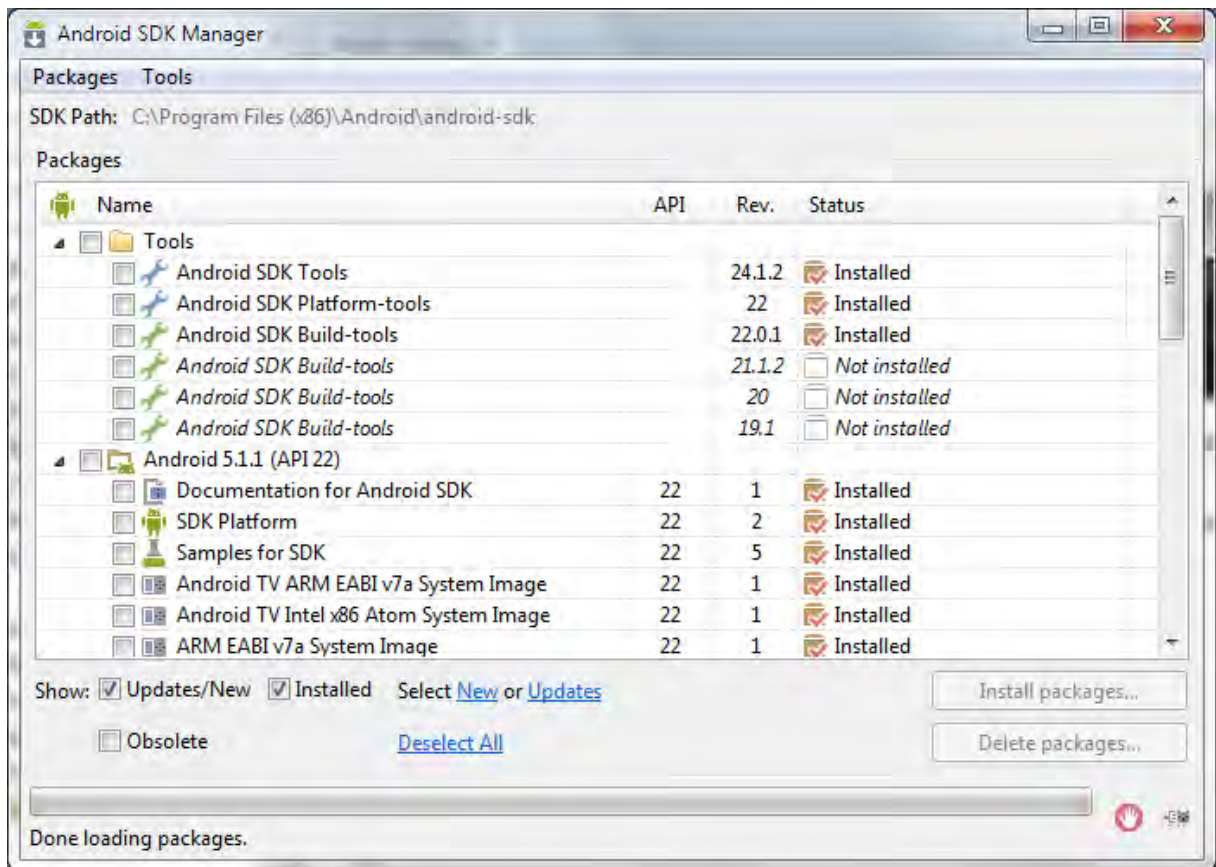 Android SDK Manager
Packages Tools
SDK Path: C:\Program Files (x86)\Android\android-sdk
Packages
Name API Rev. Status
Tools
Android SDK Tools 24.1.2 Installed
Android SDK Platform-tools 22 Installed
Android SDK Build-tools 22.0.1 Installed
Android SDK Build-tools 21.1.2 Not installed
Android SDK Build-tools 20 Not installed
Android SDK Build-tools 19.1 Not installed
Android 5.1.1 (API 22)
Documentation for Android SDK 22 1 Installed
SDK Platform 22 2 Installed
Samples for SDK 22 5 Installed
Android TV ARM EABI v7a System Image 22 1 Installed
Android TV Intel x86 Atom System Image 22 1 Installed
ARM EABI v7a System Image 22 1 Installed
Show: Updates/New Installed Select New or Updates Install packages...
Obsolete Deselect All Delete packages...
Done loading packages.